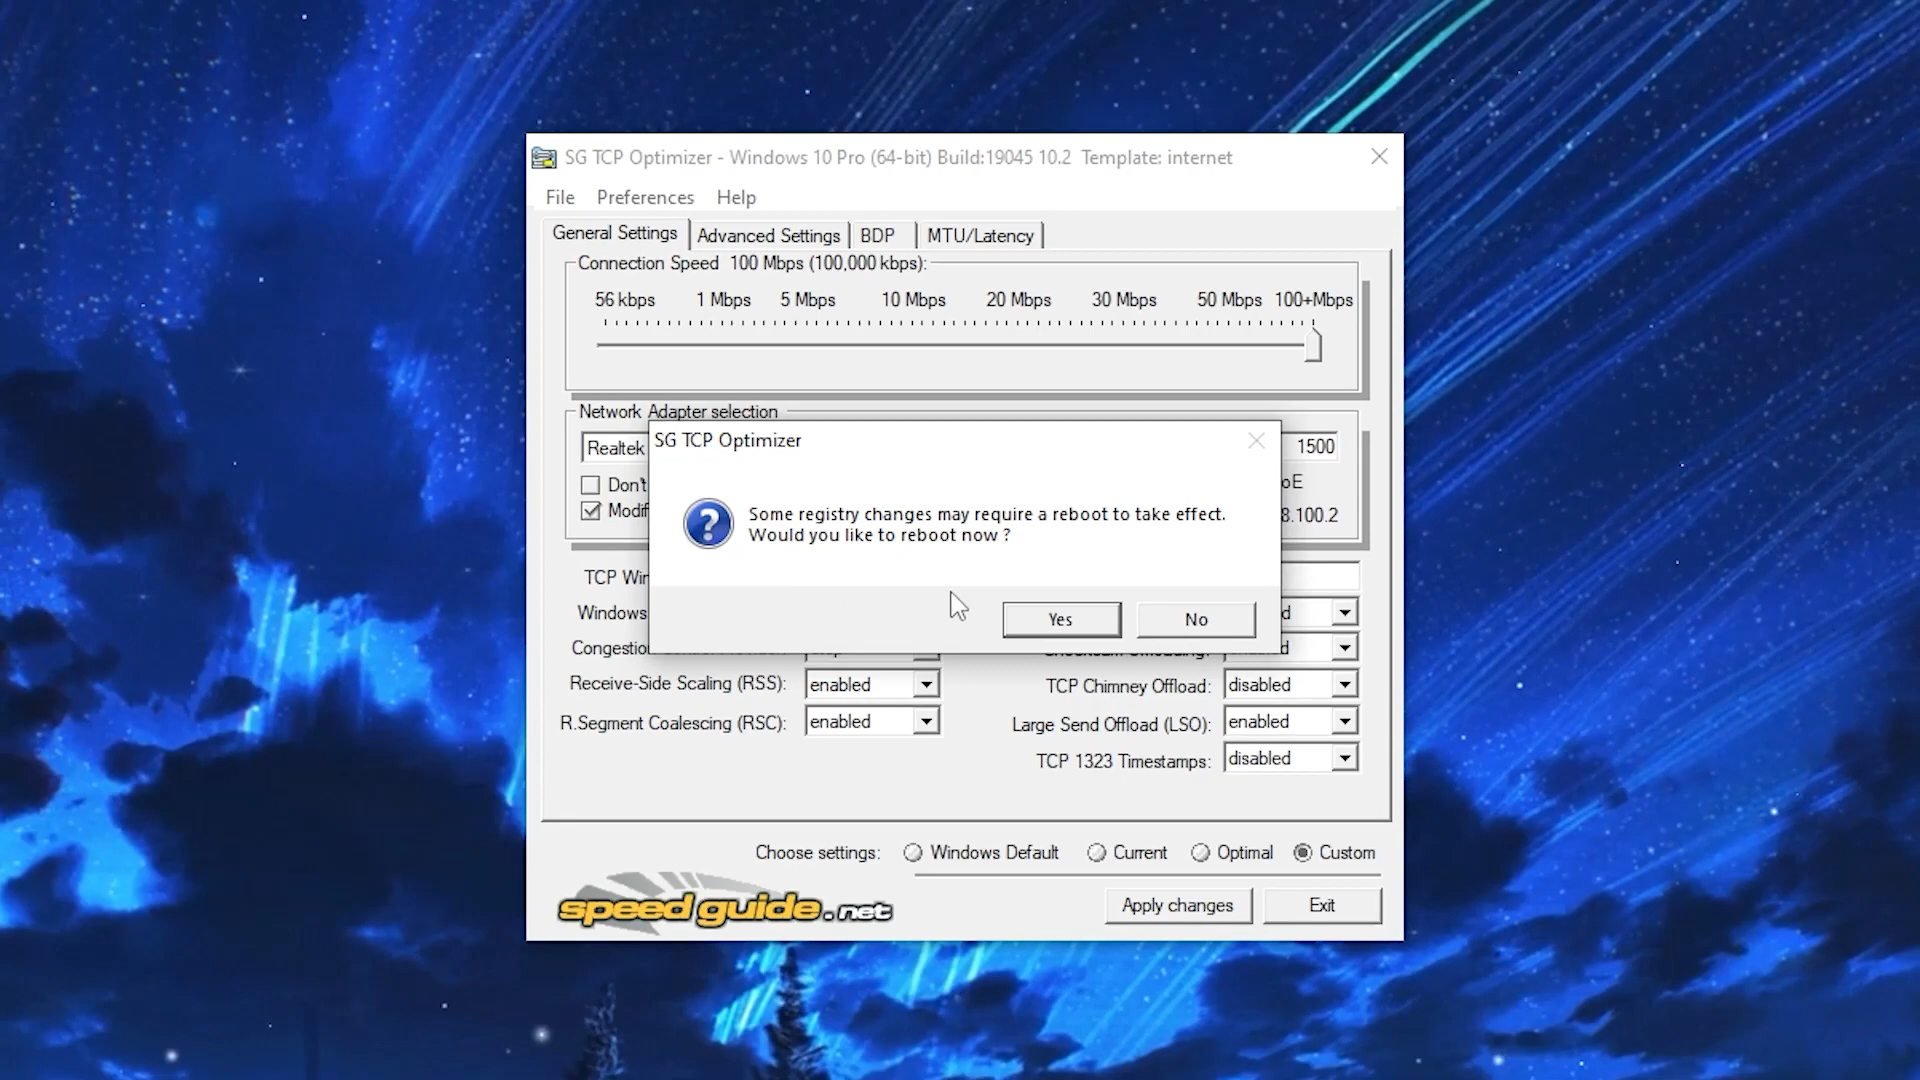 SG TCP Optimizer - Windows 10 Pro (64-bit) Build:19045 10.2 Template: internet
File Preferences Help
General Settings Advanced Settings BDP MTU/Latency
Connection Speed 100 Mbps (100,000 kbps):
56 kbps 1 Mbps 5 Mbps 10 Mbps 20 Mbps 30 Mbps 50 Mbps 100+Mbps
Network Adapter selection
Realtek 1500
Don't
8.100.2
SG TCP Optimizer
Some registry changes may require a reboot to take effect.
Would you like to reboot now ?
Yes No
TCP
Windows
Receive-Side Scaling (RSS): enabled TCP Chimney Offload: disabled
R.Segment Coalescing (RSC): enabled Large Send Offload (LSO): enabled
TCP 1323 Timestamps: disabled
Choose settings: Windows Default Current Optimal Custom
speed guide.net
Apply changes Exit